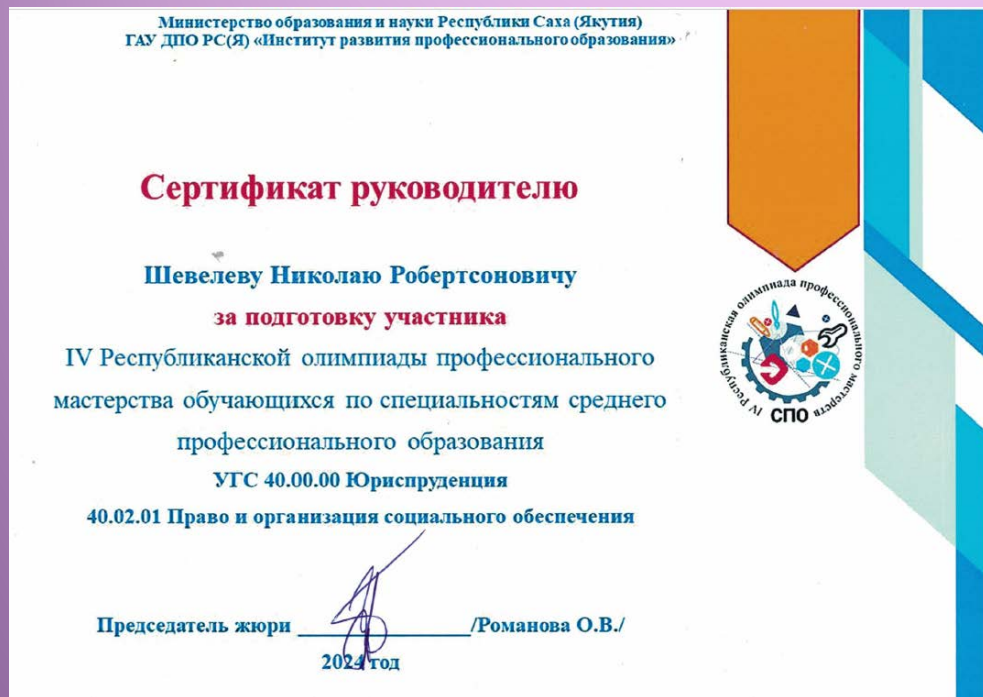 Министерство образования и науки Республики Саха (Якутия)
ГАУ ДПО РС(Я) «Институт развития профессионального образования»
Сертификат руководителю
Шевелеву Николаю Робертсоновичу
за подготовку участника
IV Республиканской олимпиады профессионального
мастерства обучающихся по специальностям среднего
профессионального образования
УГС 40.00.00 Юриспруденция
40.02.01 Право и организация социального обеспечения
Председатель жюри /Романова О.В./
2024 год
IV Республиканская олимпиада профессионального мастерств
СПО